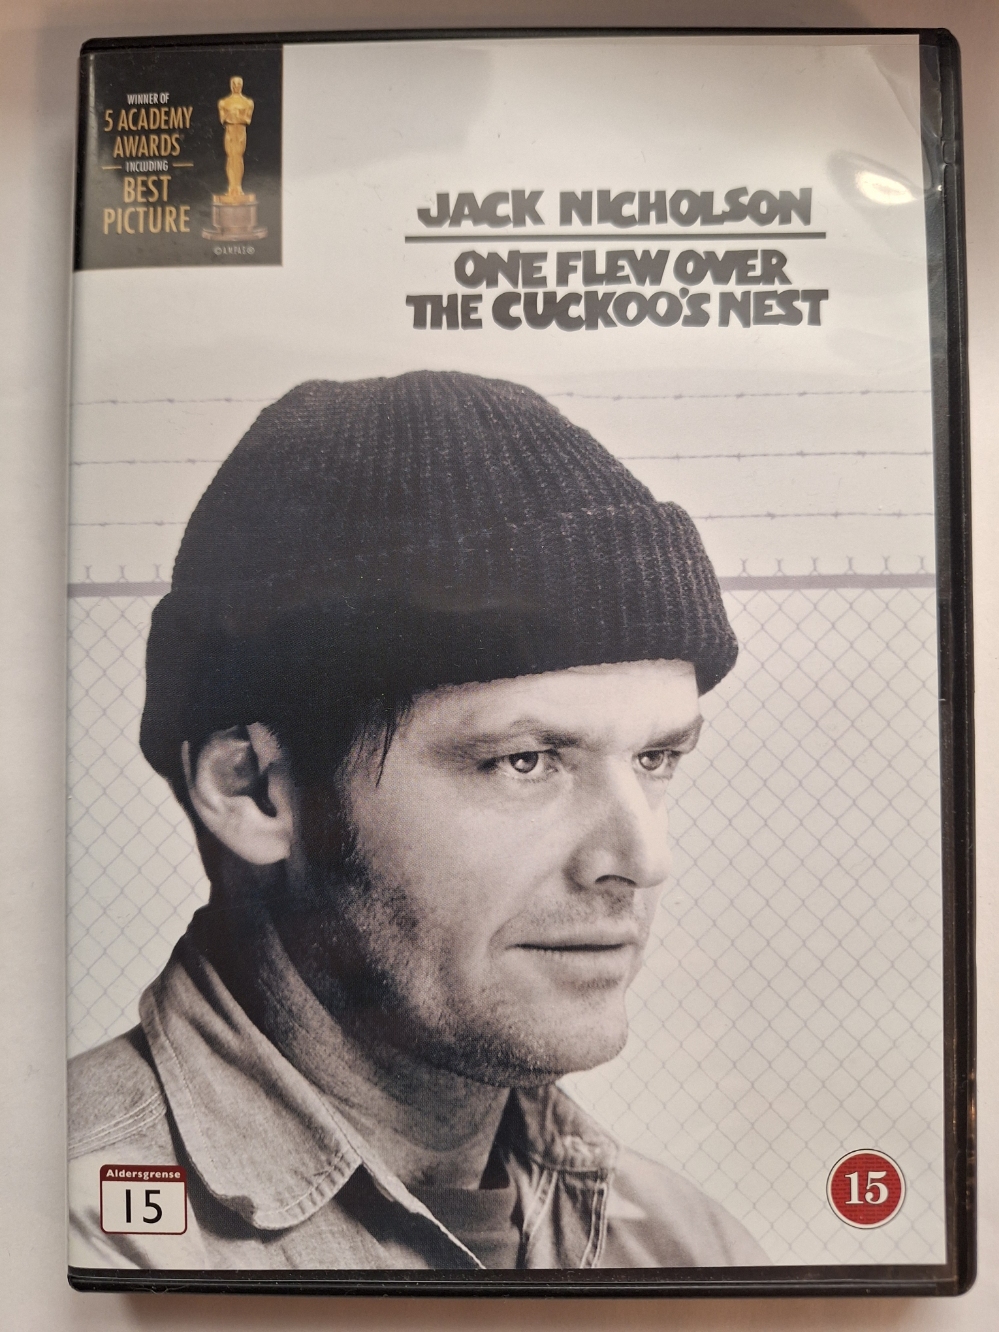 WINNER OF
5 ACADEMY
AWARDS
INCLUDING
BEST
PICTURE
©A.M.P.A.S.®
JACK NICHOLSON
ONE FLEW OVER
THE CUCKOO'S NEST
Aldersgrense
15
15